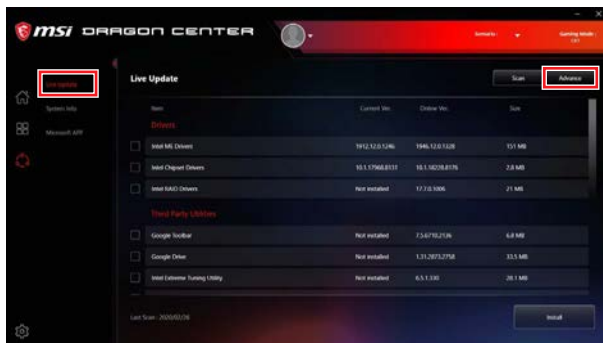 msi DRAGON CENTER
Scenario :
Gaming Mode :
Live Update
System Info
Microsoft APP
Live Update
Scan
Advance
Item Current Ver. Online Ver. Size
Drivers
Intel ME Drivers 1912.12.0.1246 1946.12.0.1328 151 MB
Intel Chipset Drivers 10.1.17968.8131 10.1.18228.8176 2.8 MB
Intel RAID Drivers Not installed 17.7.0.1006 21 MB
Third Party Utilities
Google Toolbar Not installed 7.5.6710.2136 6.8 MB
Google Drive Not installed 1.31.2873.2758 33.5 MB
Intel Extreme Tuning Utility Not installed 6.5.1.330 28.1 MB
Last Scan : 2020/02/26
Install